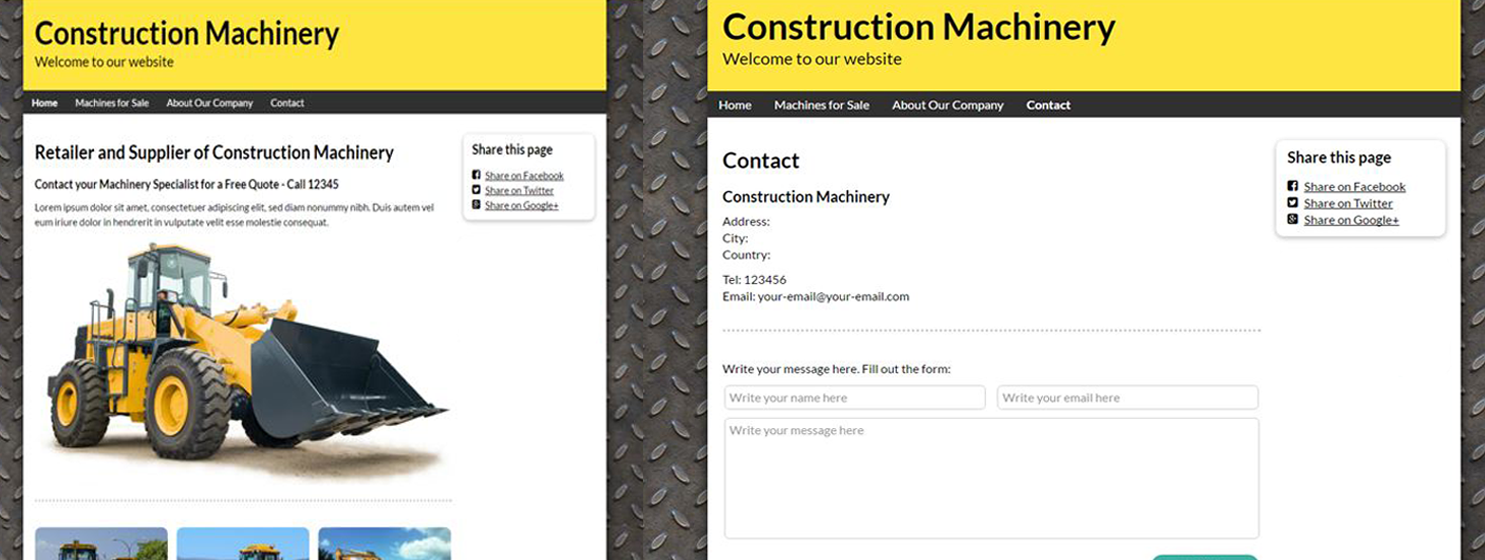 Construction Machinery
Welcome to our website
Home Machines for Sale About Our Company Contact
Retailer and Supplier of Construction Machinery
Contact your Machinery Specialist for a Free Quote - Call 12345
Lorem ipsum dolor sit amet, consectetuer adipiscing elit, sed diam nonummy nibh. Duis autem vel
eum iriure dolor in hendrerit in vulputate velit esse molestie consequat.
Share this page
Share on Facebook
Share on Twitter
Share on Google+
Construction Machinery
Welcome to our website
Home Machines for Sale About Our Company Contact
Contact
Construction Machinery
Address:
City:
Country:
Tel: 123456
Email: your-email@your-email.com
Write your message here. Fill out the form:
Write your name here Write your email here
Write your message here
Share this page
Share on Facebook
Share on Twitter
Share on Google+